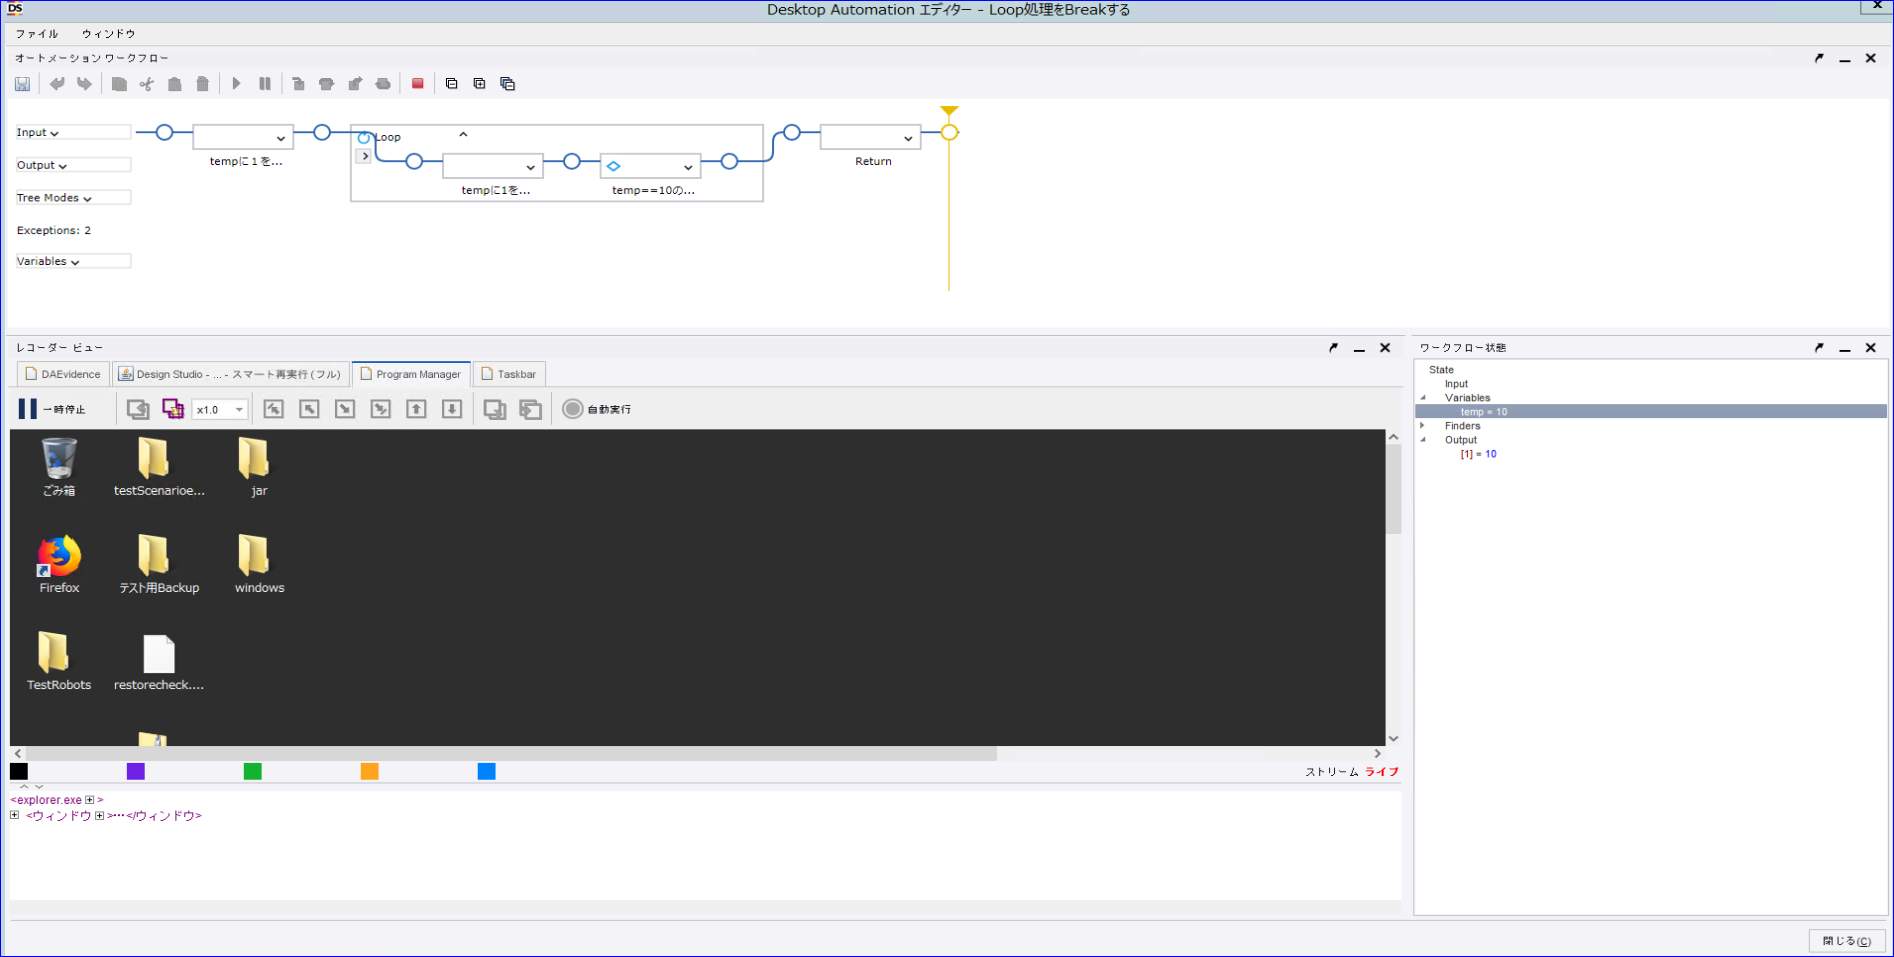 DS
Desktop Automation エディター - Loop処理をBreakする
ファイル ウィンドウ
オートメーション ワークフロー
Input
Output
Tree Modes
Exceptions: 2
Variables
tempに１を...
Loop
tempに1を...
temp==10の...
Return
レコーダー ビュー
DAEvidence
Design Studio - ... - スマート再実行 (フル)
Program Manager
Taskbar
一時停止
x1.0
自動実行
ごみ箱
testScenarioe...
jar
Firefox
テスト用Backup
windows
TestRobots
restorecheck....
ストリーム ライブ
<explorer.exe >
<ウィンドウ >…</ウィンドウ>
ワークフロー状態
State
Input
Variables
temp = 10
Finders
Output
[1] = 10
閉じる(C)